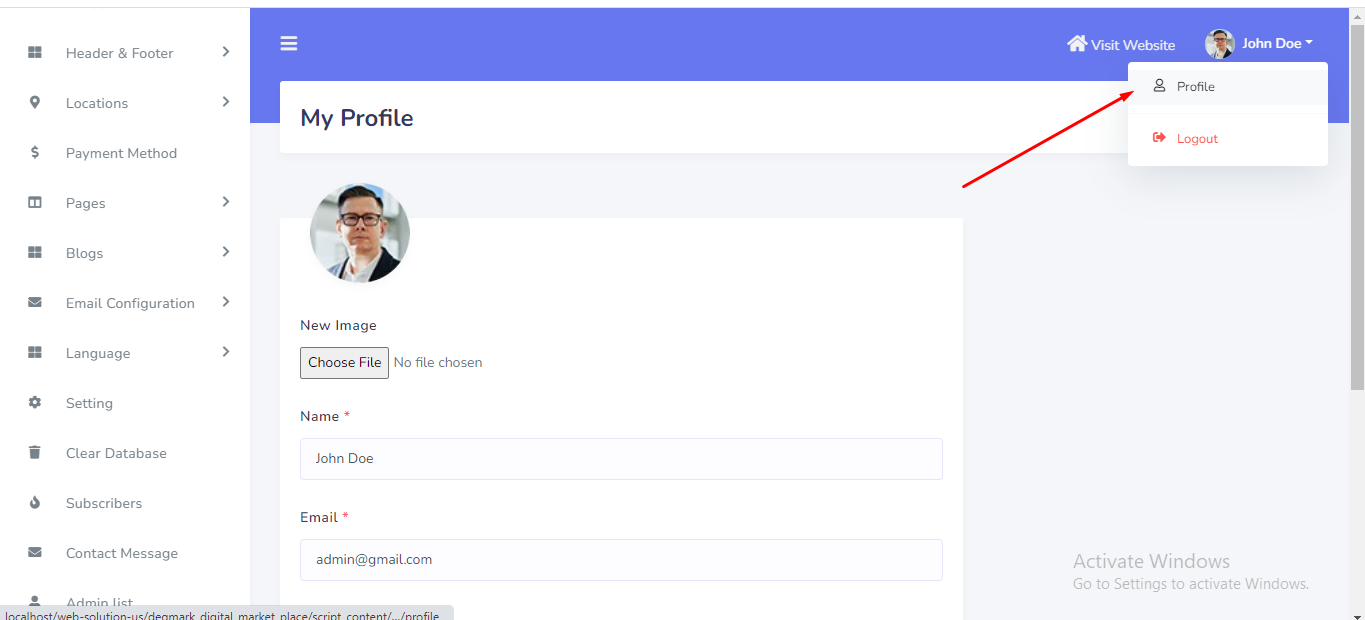 Header & Footer
Locations
Payment Method
Pages
Blogs
Email Configuration
Language
Setting
Clear Database
Subscribers
Contact Message
Admin list
Visit Website
John Doe
Profile
Logout
My Profile
New Image
Choose File No file chosen
Name *
John Doe
Email *
admin@gmail.com
Activate Windows
Go to Settings to activate Windows.
localhost/web-solution-us/degmark_digital_market_place/script_content/.../profile